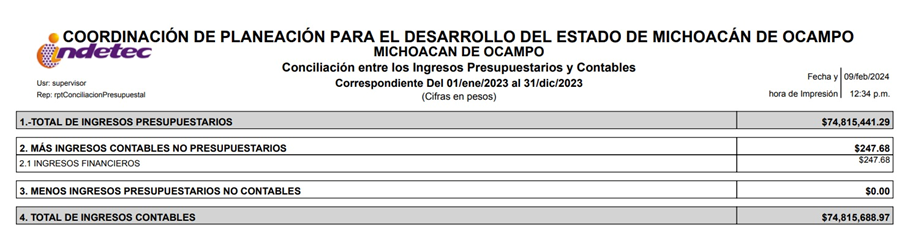 COORDINACIÓN DE PLANEACIÓN PARA EL DESARROLLO DEL ESTADO DE MICHOACÁN DE OCAMPO
indetec
MICHOACAN DE OCAMPO
Conciliación entre los Ingresos Presupuestarios y Contables
Usr: supervisor
Correspondiente Del 01/ene/2023 al 31/dic/2023
Fecha y 09/feb/2024
Rep: rptConciliacionPresupuestal
(Cifras en pesos)
hora de Impresión 12:34 p.m.
1.-TOTAL DE INGRESOS PRESUPUESTARIOS $74,815,441.29
2. MÁS INGRESOS CONTABLES NO PRESUPUESTARIOS $247.68
2.1 INGRESOS FINANCIEROS $247.68
3. MENOS INGRESOS PRESUPUESTARIOS NO CONTABLES $0.00
4. TOTAL DE INGRESOS CONTABLES $74,815,688.97